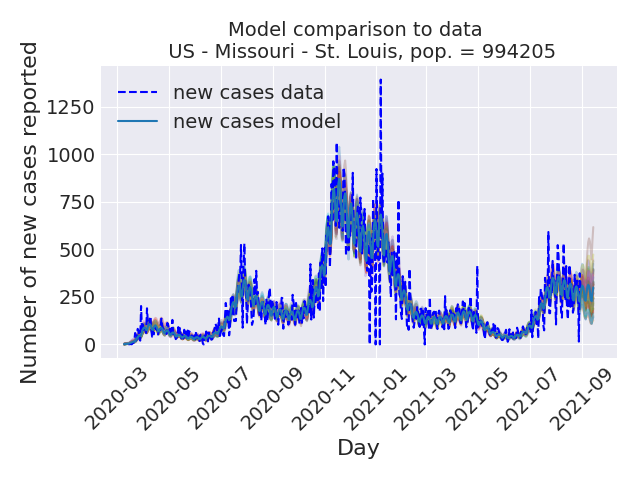 Model comparison to data
US - Missouri - St. Louis, pop. = 994205
Number of new cases reported
new cases data
new cases model
1250
1000
750
500
250
0
2020-03
2020-05
2020-07
2020-09
2020-11
2021-01
2021-03
2021-05
2021-07
2021-09
Day